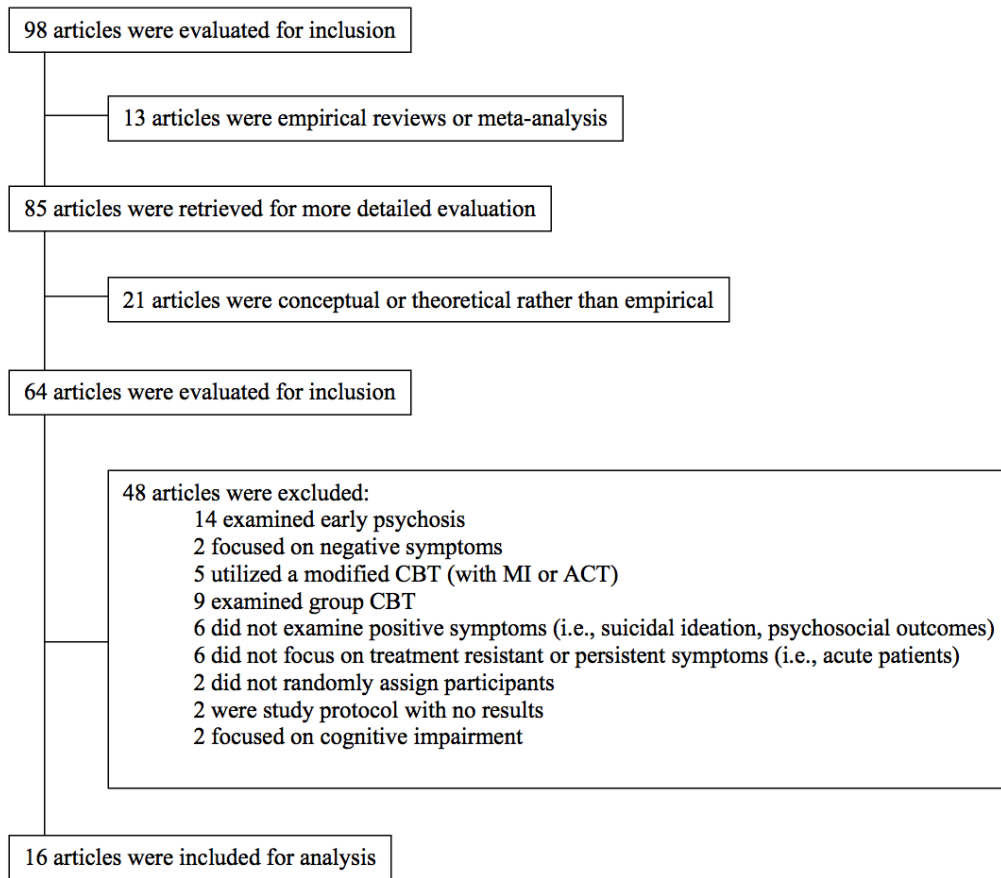 98 articles were evaluated for inclusion
13 articles were empirical reviews or meta-analysis
85 articles were retrieved for more detailed evaluation
21 articles were conceptual or theoretical rather than empirical
64 articles were evaluated for inclusion
48 articles were excluded:
14 examined early psychosis
2 focused on negative symptoms
5 utilized a modified CBT (with MI or ACT)
9 examined group CBT
6 did not examine positive symptoms (i.e., suicidal ideation, psychosocial outcomes)
6 did not focus on treatment resistant or persistent symptoms (i.e., acute patients)
2 did not randomly assign participants
2 were study protocol with no results
2 focused on cognitive impairment
16 articles were included for analysis